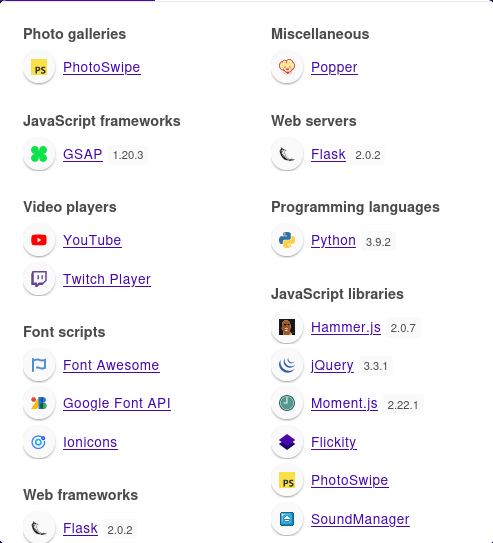 Photo galleries
PS PhotoSwipe
JavaScript frameworks
GSAP 1.20.3
Video players
YouTube
Twitch Player
Font scripts
Font Awesome
Google Font API
Ionicons
Web frameworks
Flask 2.0.2
Miscellaneous
Popper
Web servers
Flask 2.0.2
Programming languages
Python 3.9.2
JavaScript libraries
Hammer.js 2.0.7
jQuery 3.3.1
Moment.js 2.22.1
Flickity
PS PhotoSwipe
SoundManager